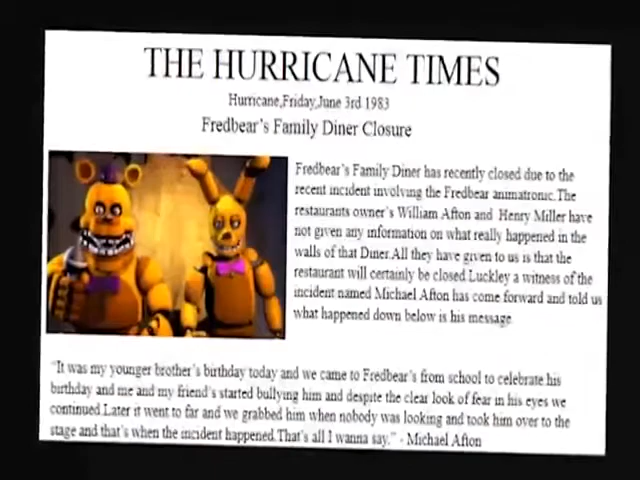 THE HURRICANE TIMES
Hurricane,Friday,June 3rd 1983
Fredbear's Family Diner Closure
Fredbear's Family Diner has recently closed due to the
recent incident involving the Fredbear animatronic.The
restaurants owner's William Afton and Henry Miller have
not given any information on what really happened in the
walls of that Diner.All they have given to us is that the
restaurant will certainly be closed.Luckley a witness of the
incident named Michael Afton has come forward and told us
what happened down below is his message.
"It was my younger brother's birthday today and we came to Fredbear's from school to celebrate his
birthday and me and my friend's started bullying him and despite the clear look of fear in his eyes we
continued.Later it went to far and we grabbed him when nobody was looking and took him over to the
stage and that's when the incident happened.That's all I wanna say." - Michael Afton